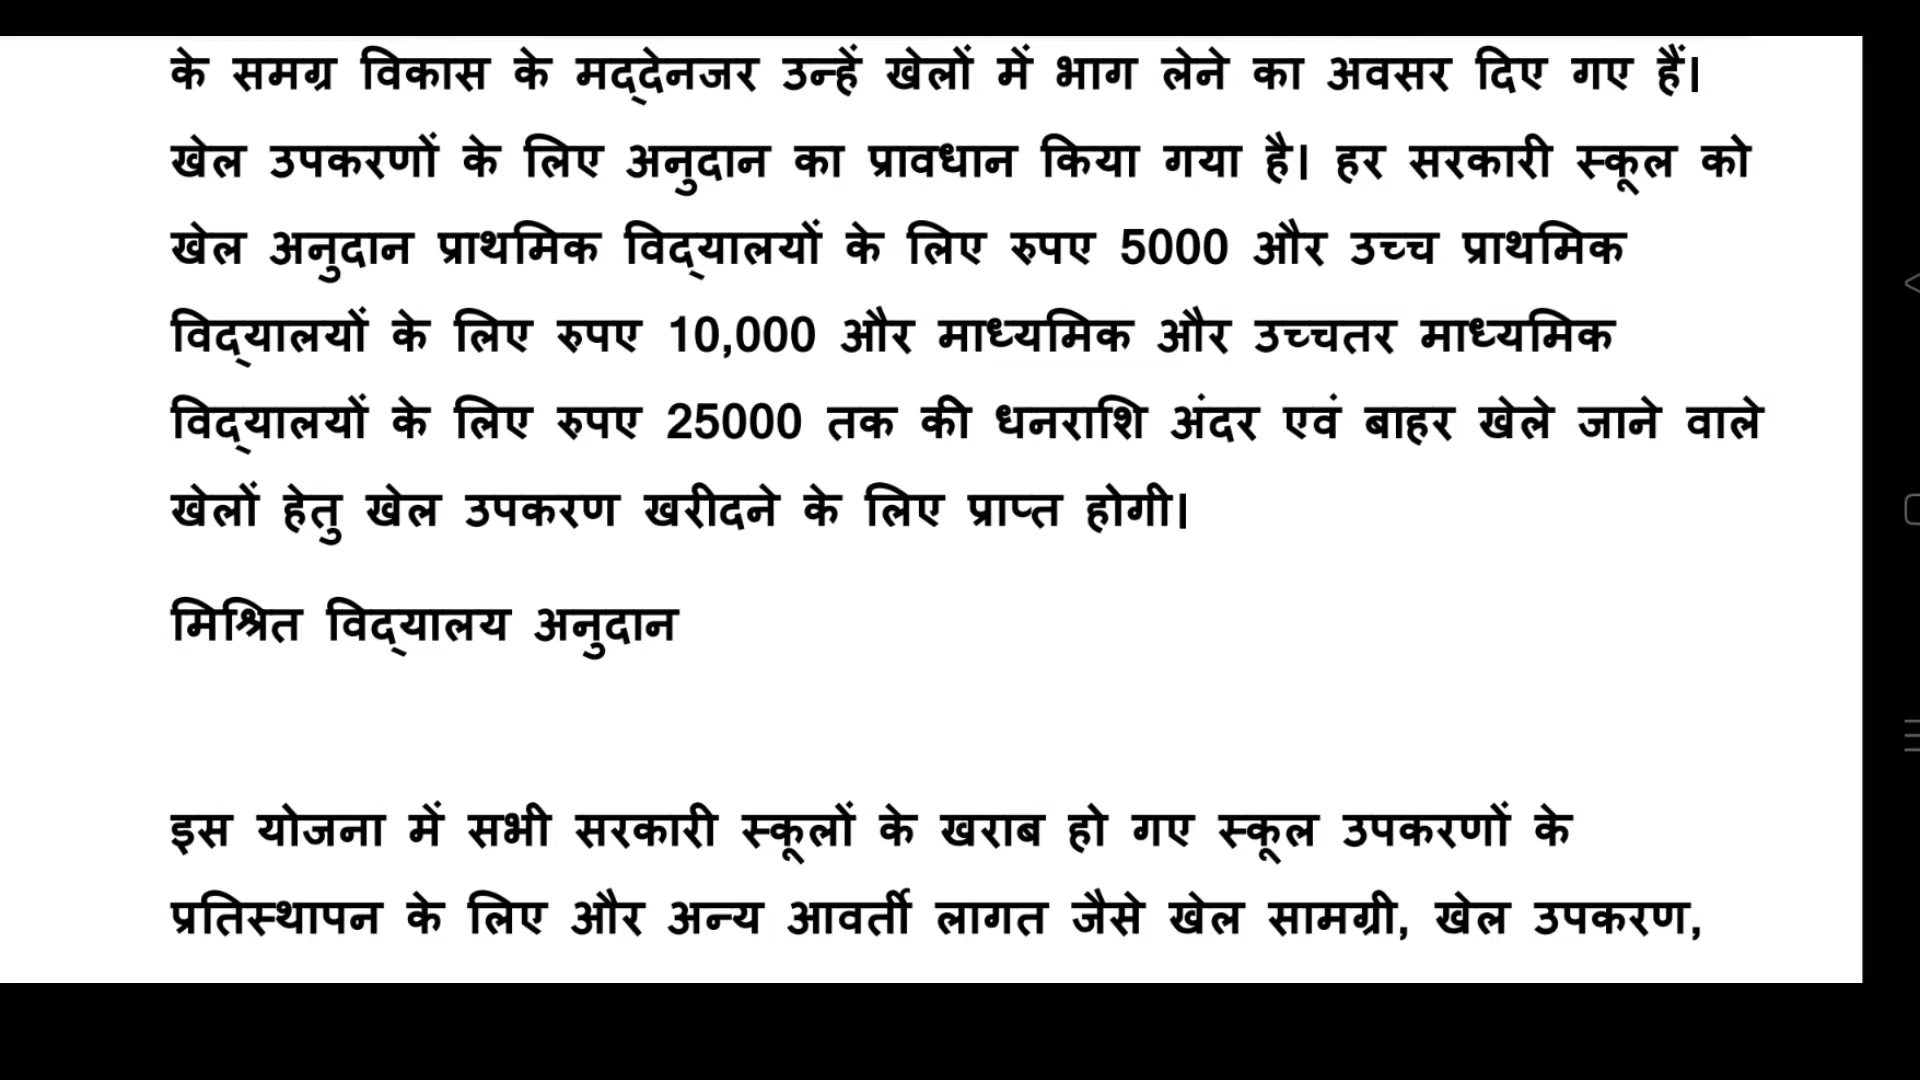 के समग्र विकास के मद्देनजर उन्हें खेलों में भाग लेने का अवसर दिए गए हैं।
खेल उपकरणों के लिए अनुदान का प्रावधान किया गया है। हर सरकारी स्कूल को
खेल अनुदान प्राथमिक विद्यालयों के लिए रुपए 5000 और उच्च प्राथमिक
विद्यालयों के लिए रुपए 10,000 और माध्यमिक और उच्चतर माध्यमिक
विद्यालयों के लिए रुपए 25000 तक की धनराशि अंदर एवं बाहर खेले जाने वाले
खेलों हेतु खेल उपकरण खरीदने के लिए प्राप्त होगी।
मिश्रित विद्यालय अनुदान
इस योजना में सभी सरकारी स्कूलों के खराब हो गए स्कूल उपकरणों के
प्रतिस्थापन के लिए और अन्य आवर्ती लागत जैसे खेल सामग्री, खेल उपकरण,